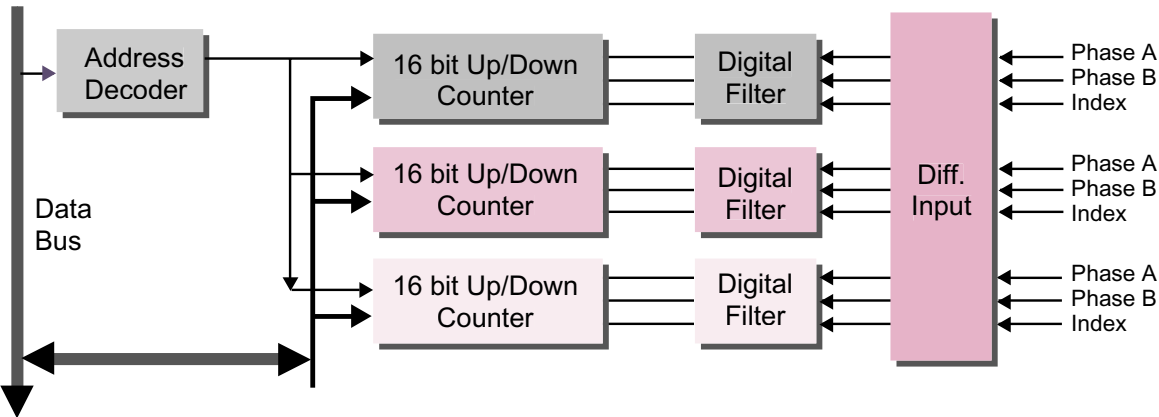 Address
Decoder
16 bit Up/Down
Counter
Digital
Filter
Phase A
Phase B
Index
16 bit Up/Down
Counter
Digital
Filter
Diff.
Input
Phase A
Phase B
Index
Data
Bus
16 bit Up/Down
Counter
Digital
Filter
Phase A
Phase B
Index